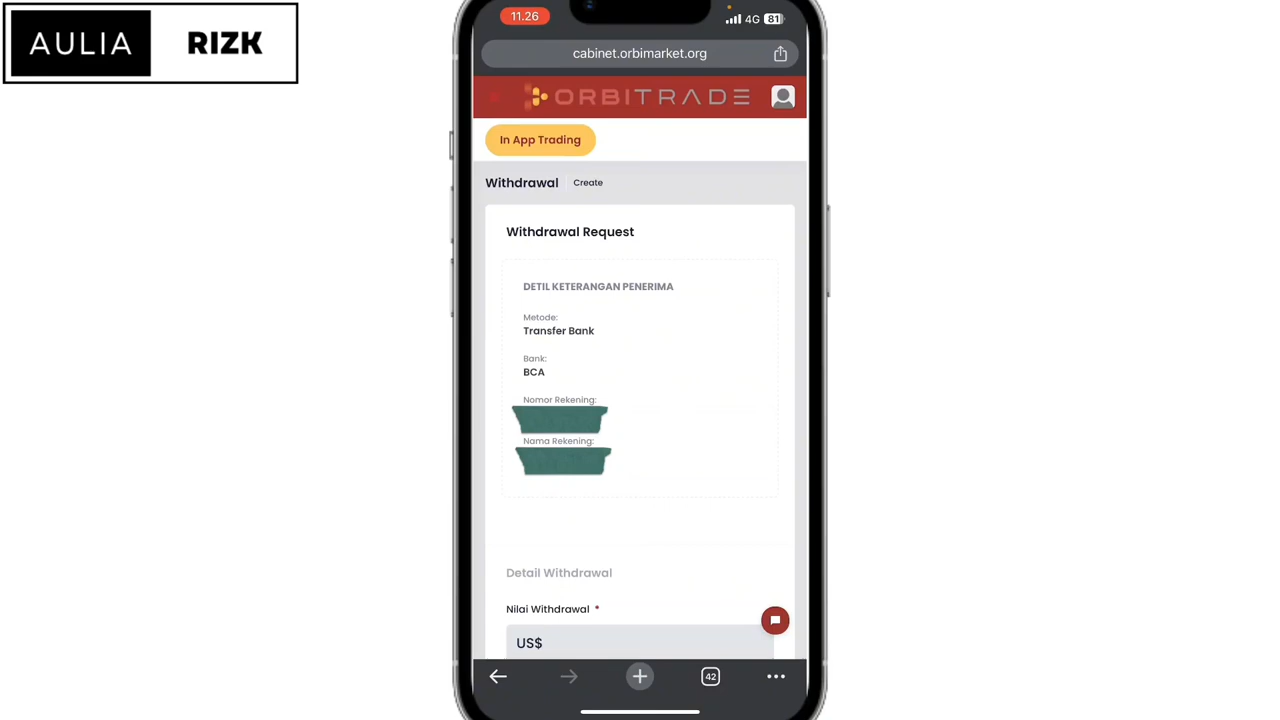 AULIA RIZK
11.26
4G 81
cabinet.orbimarket.org
ORBITRADE
In App Trading
Withdrawal Create
Withdrawal Request
DETIL KETERANGAN PENERIMA
Metode:
Transfer Bank
Bank:
BCA
Nomor Rekening:
Nama Rekening:
Detail Withdrawal
Nilai Withdrawal *
US$
42